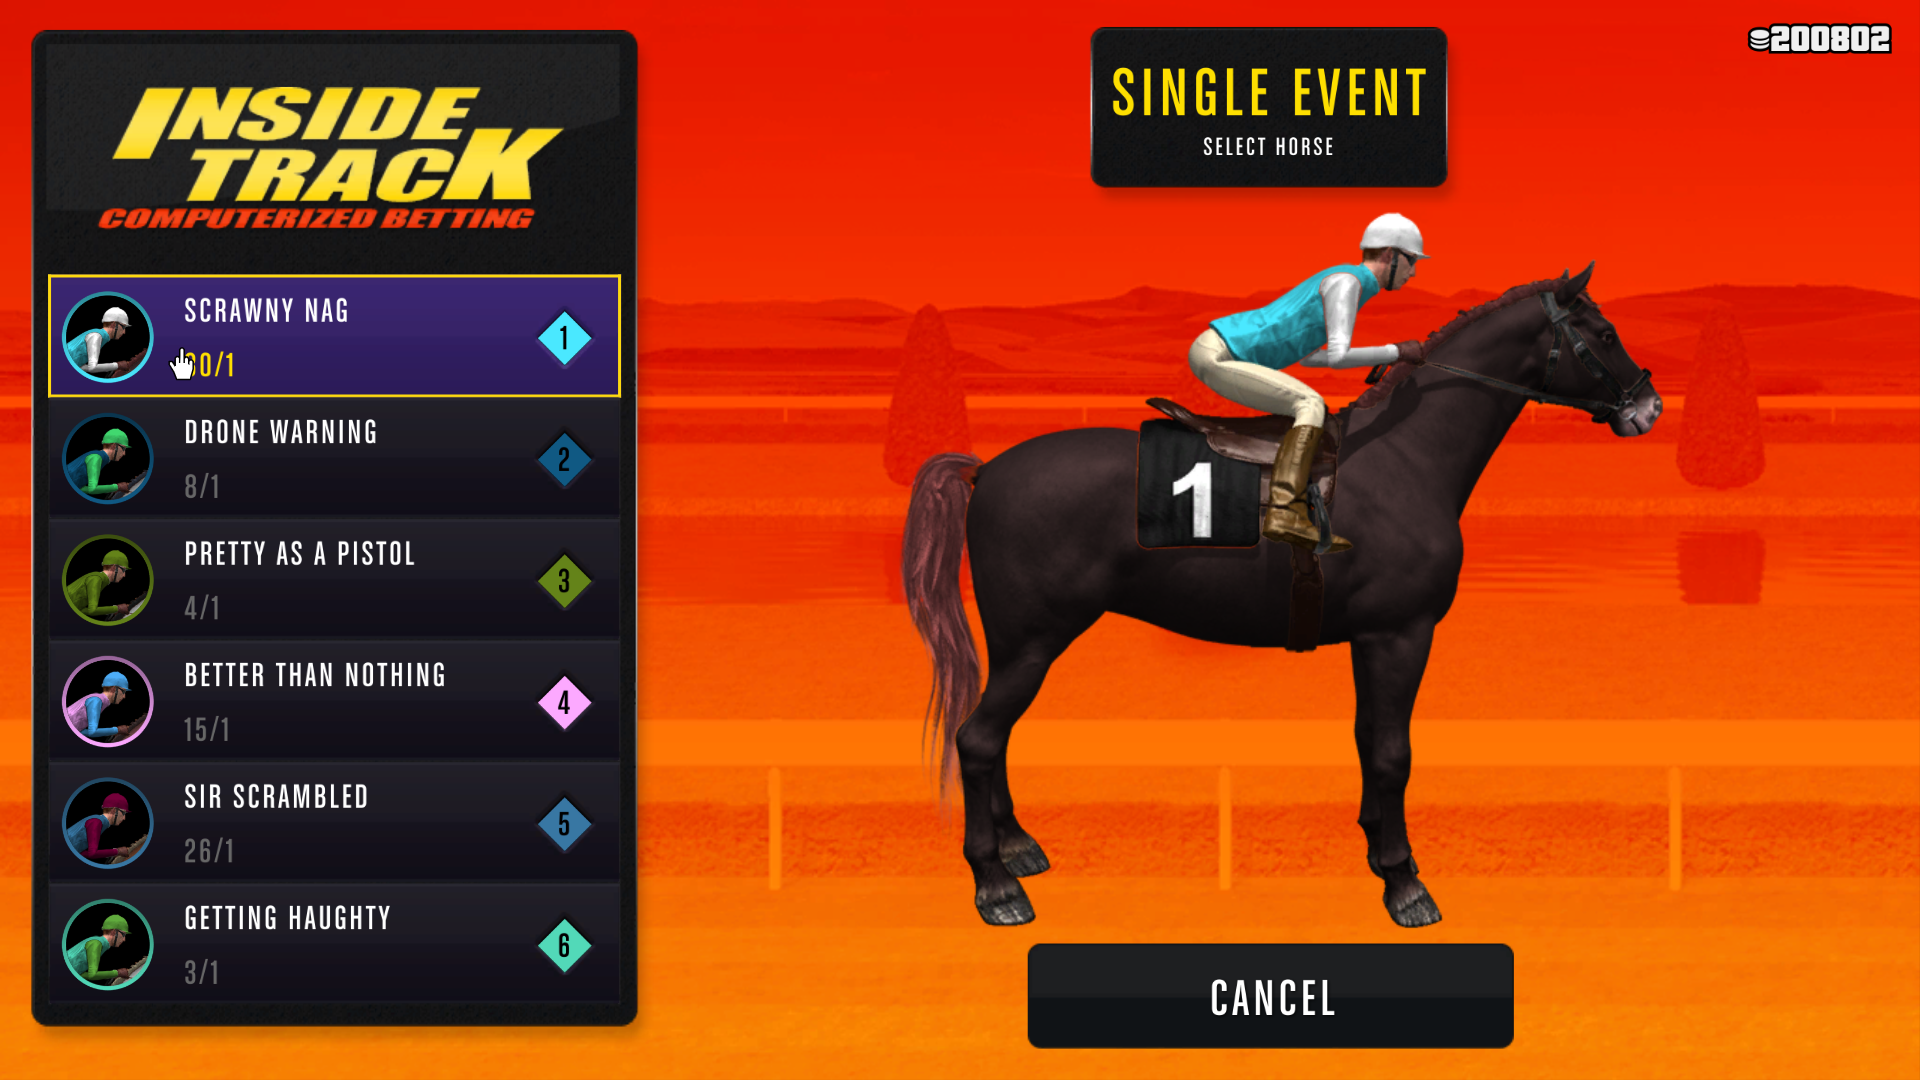 INSIDE
TRACK
COMPUTERIZED BETTING
SCRAWNY NAG
1
DRONE WARNING
8/1
2
PRETTY AS A PISTOL
4/1
3
BETTER THAN NOTHING
15/1
4
SIR SCRAMBLED
26/1
5
GETTING HAUGHTY
3/1
6
SINGLE EVENT
SELECT HORSE
200802
1
CANCEL